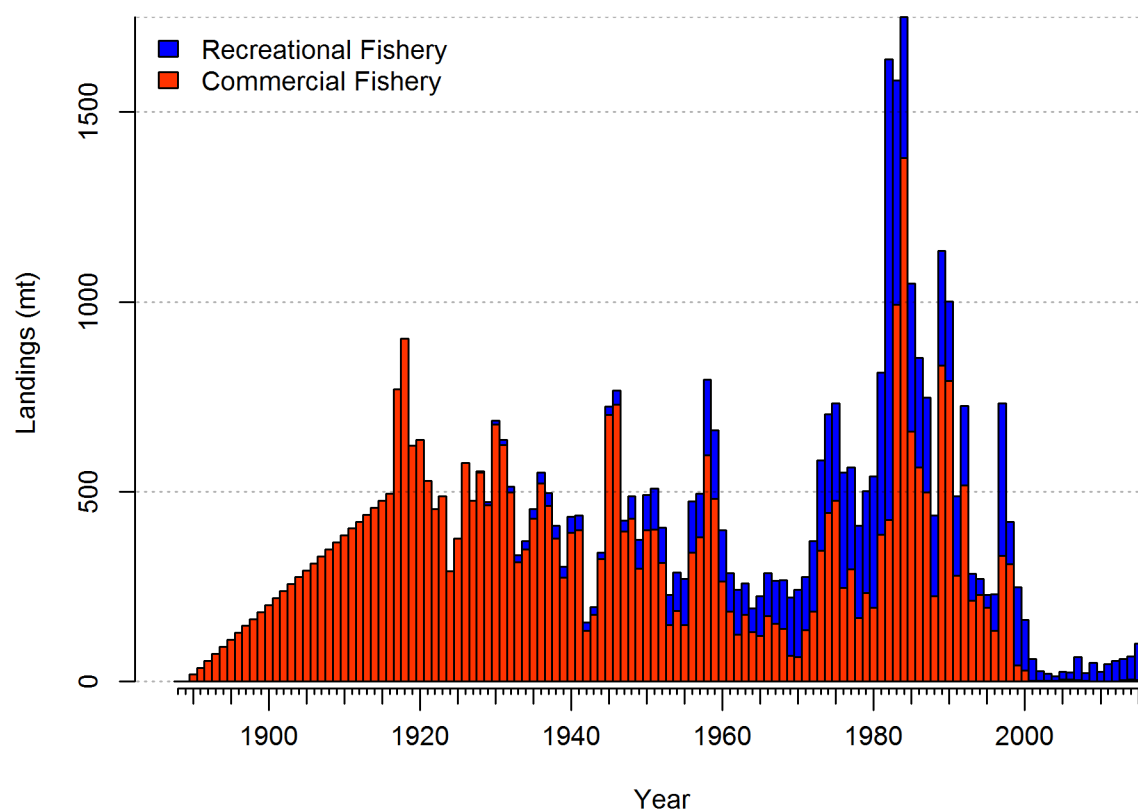 Recreational Fishery
Commercial Fishery
Landings (mt)
1500
1000
500
0
1900 1920 1940 1960 1980 2000
Year